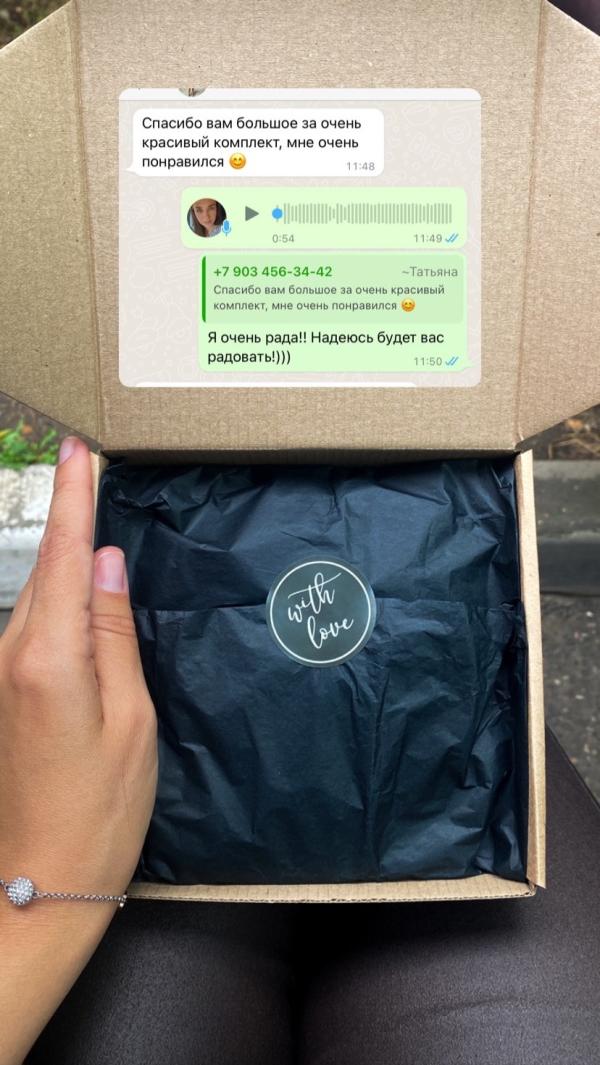 Спасибо вам большое за очень
красивый комплект, мне очень
понравился 😊
11:48
0:54
11:49
+7 903 456-34-42
~Татьяна
Спасибо вам большое за очень красивый
комплект, мне очень понравился 😊
Я очень рада!! Надеюсь будет вас
радовать!)))
11:50
with
love